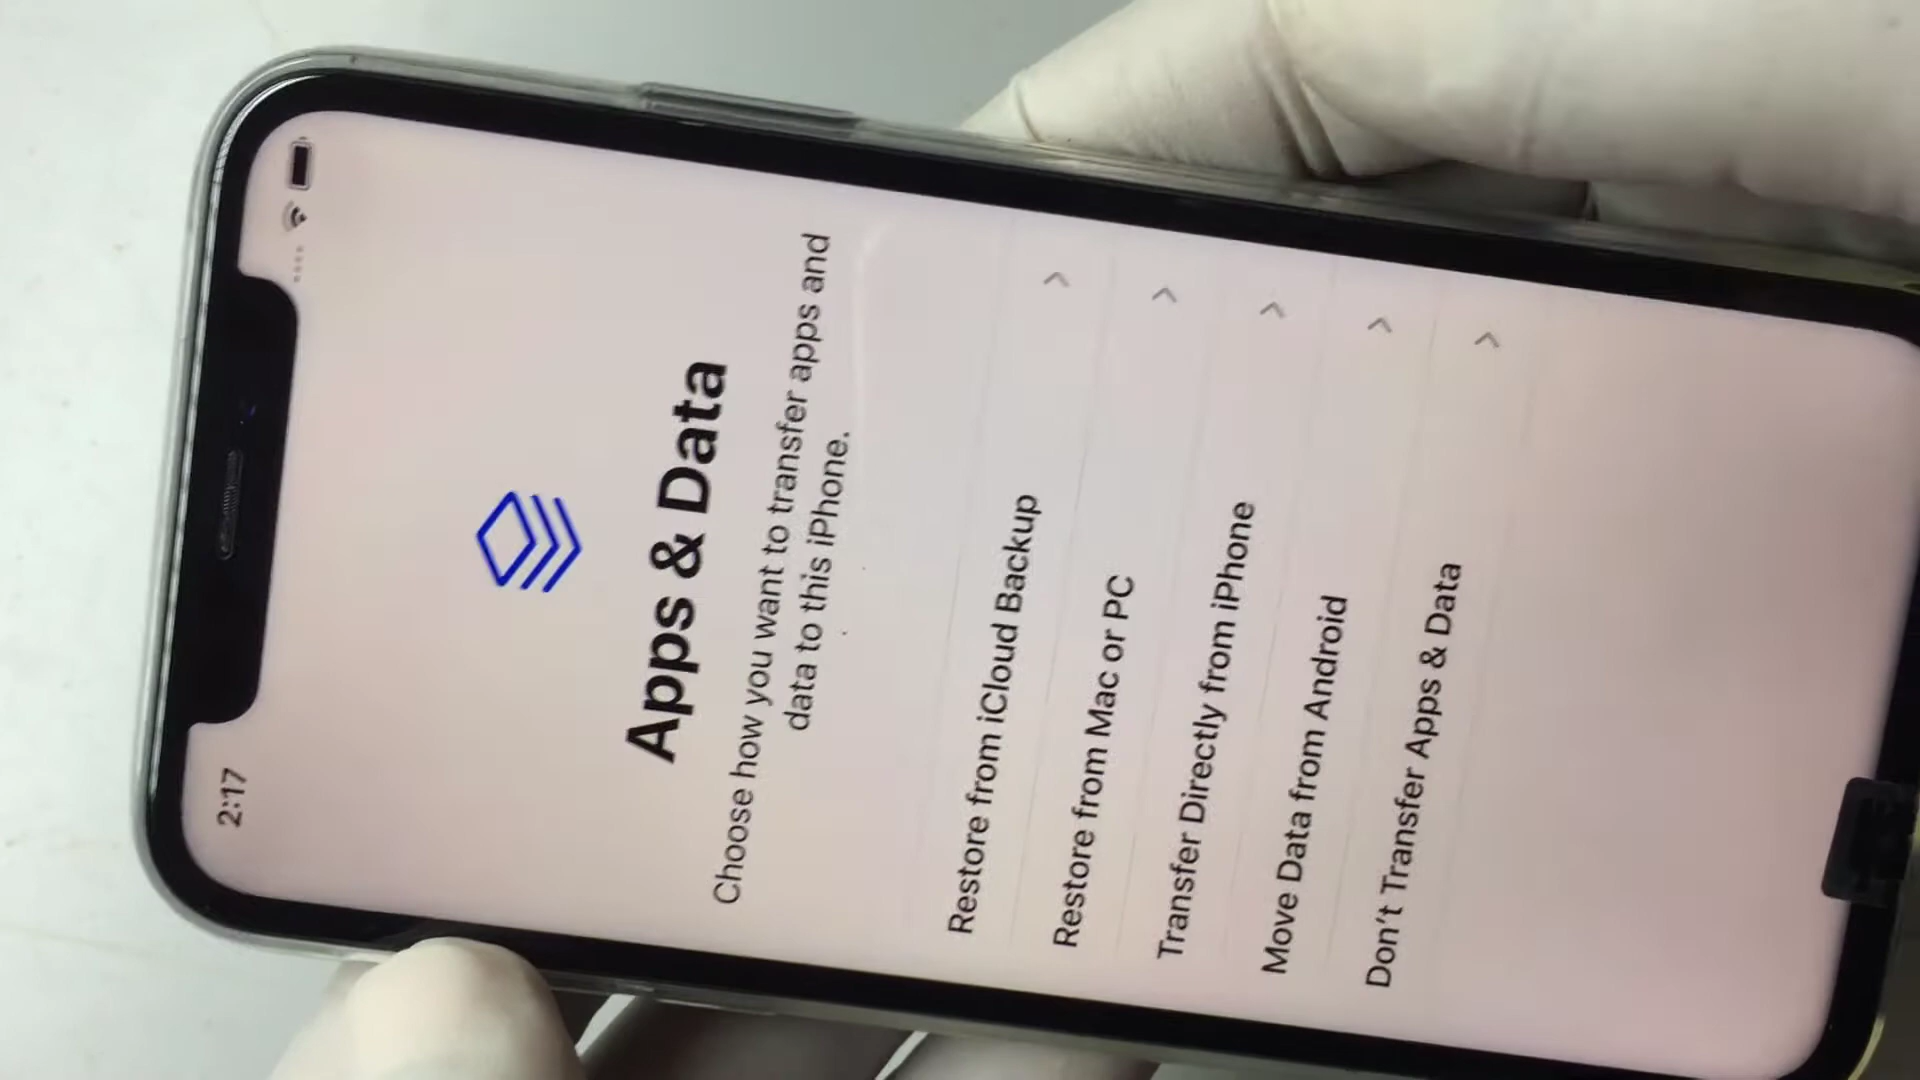 2:17
Apps & Data
Choose how you want to transfer apps and
data to this iPhone.
Restore from iCloud Backup
Restore from Mac or PC
Transfer Directly from iPhone
Move Data from Android
Don't Transfer Apps & Data